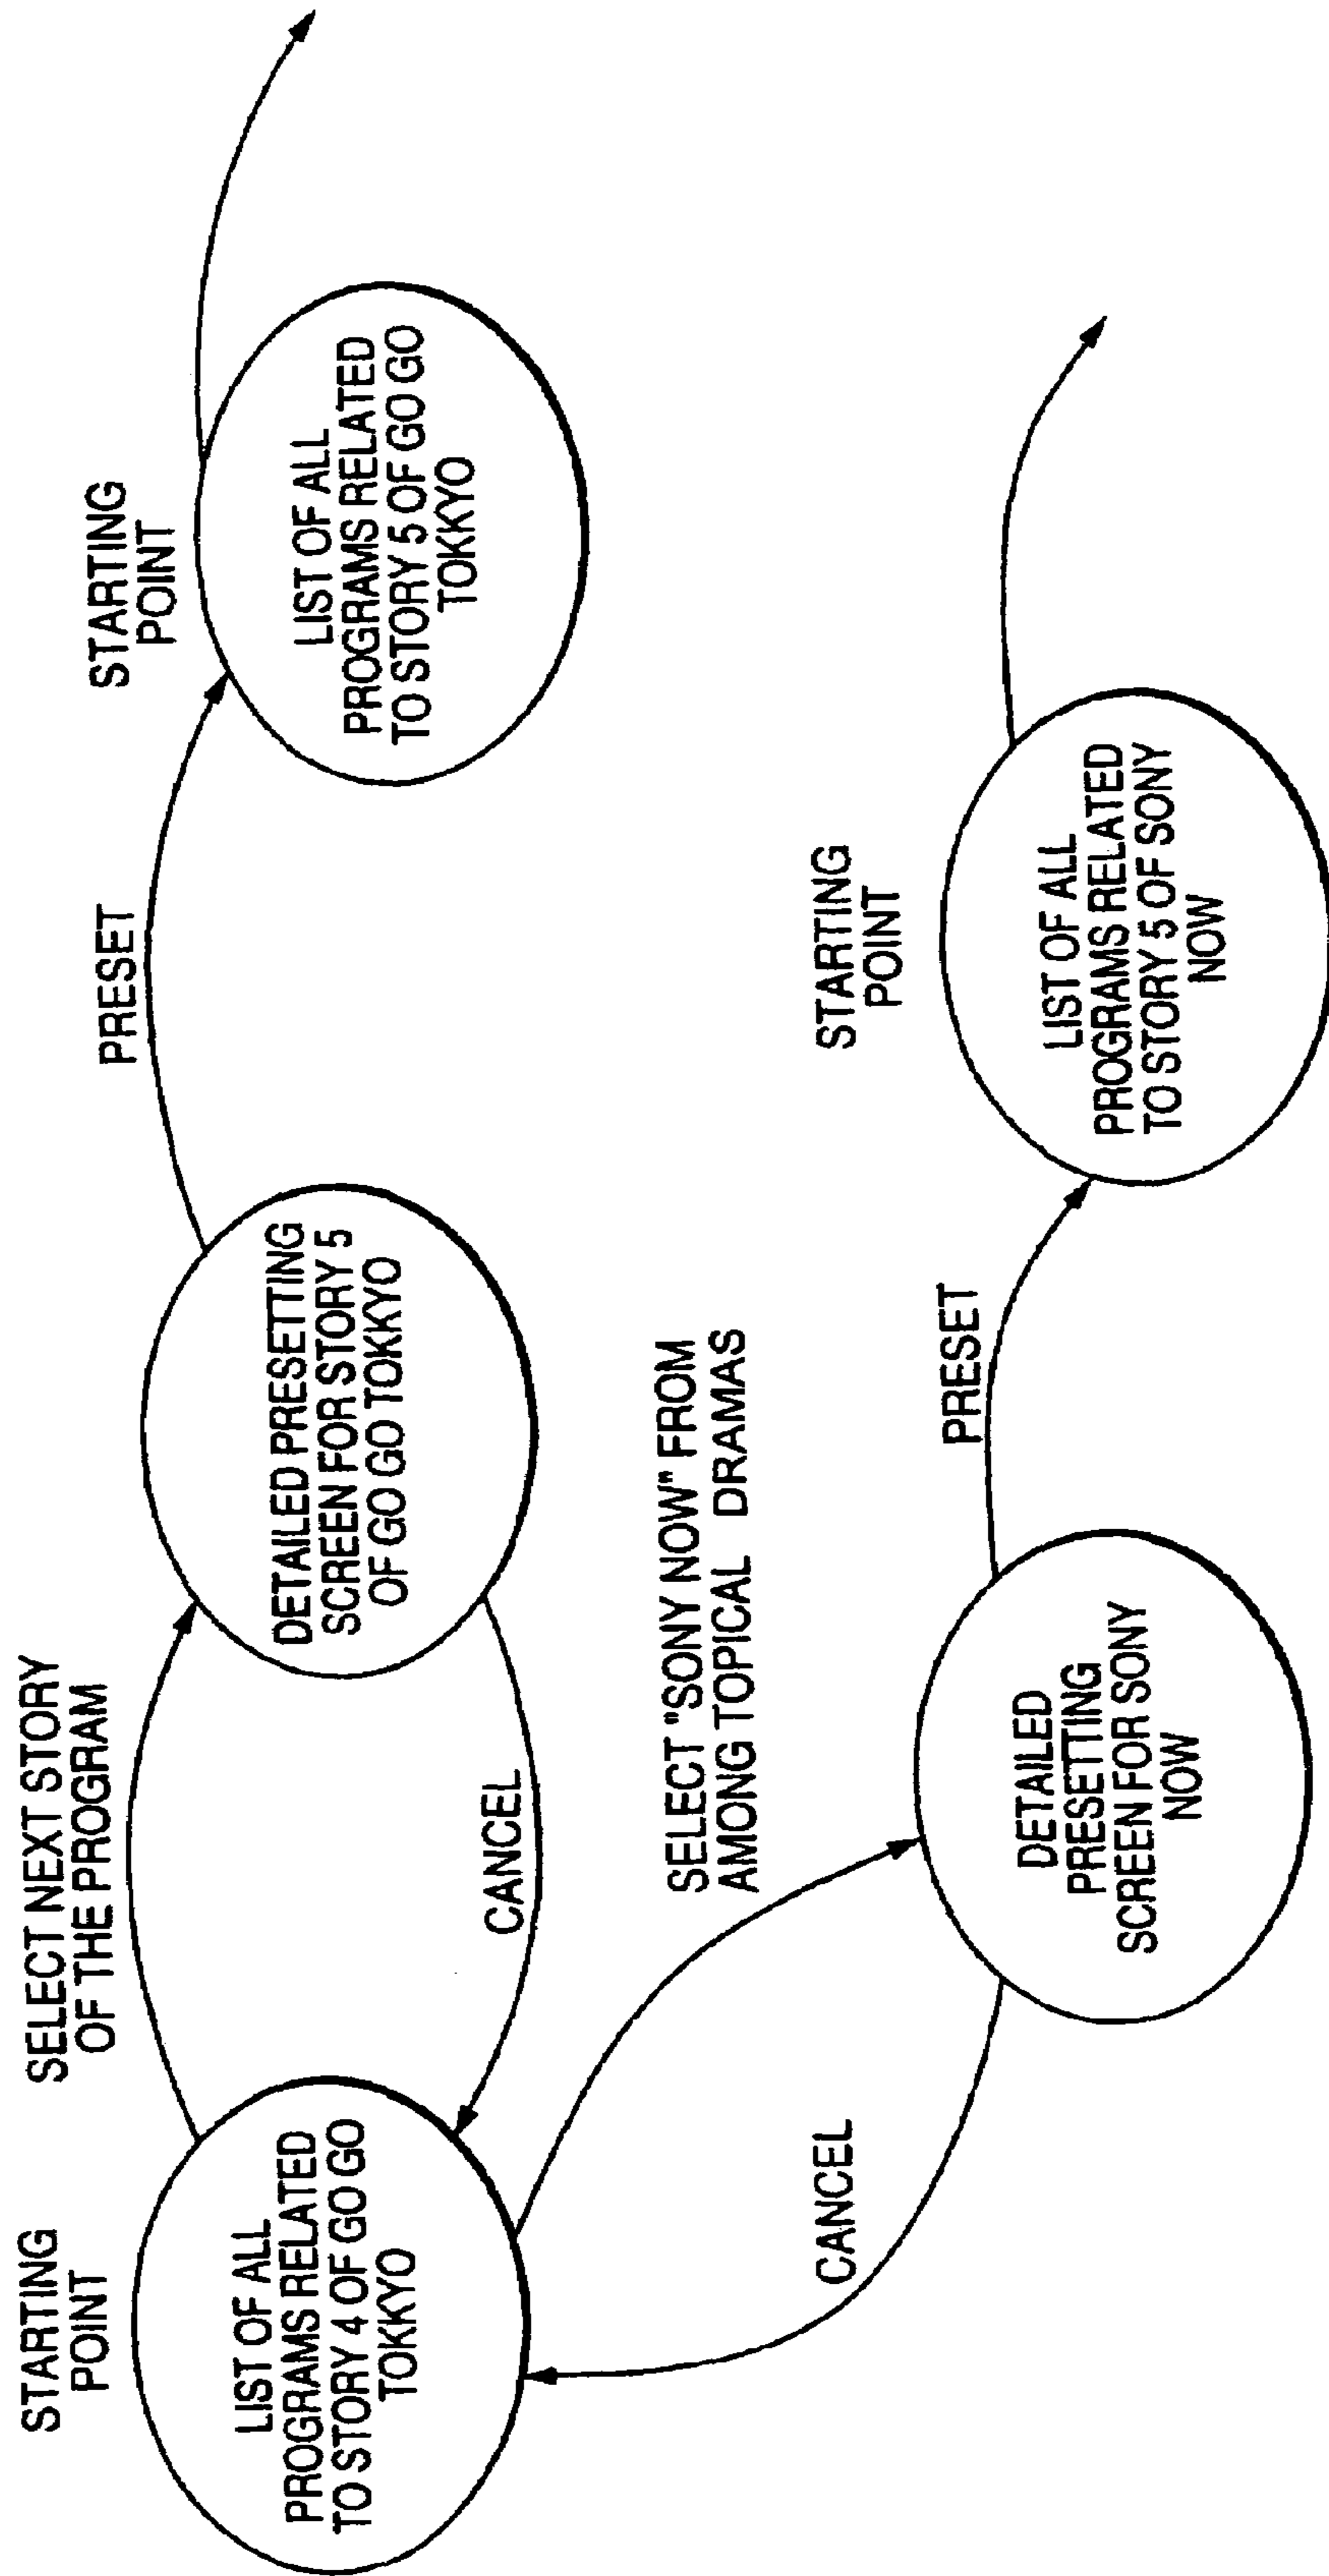 STARTING
POINT
LIST OF ALL
PROGRAMS RELATED
TO STORY 4 OF GO GO
TOKKYO
SELECT NEXT STORY
OF THE PROGRAM
CANCEL
DETAILED PRESETTING
SCREEN FOR STORY 5
OF GO GO TOKKYO
PRESET
STARTING
POINT
LIST OF ALL
PROGRAMS RELATED
TO STORY 5 OF GO GO
TOKKYO
SELECT "SONY NOW" FROM
AMONG TOPICAL DRAMAS
CANCEL
DETAILED
PRESETTING
SCREEN FOR SONY
NOW
PRESET
STARTING
POINT
LIST OF ALL
PROGRAMS RELATED
TO STORY 5 OF SONY
NOW